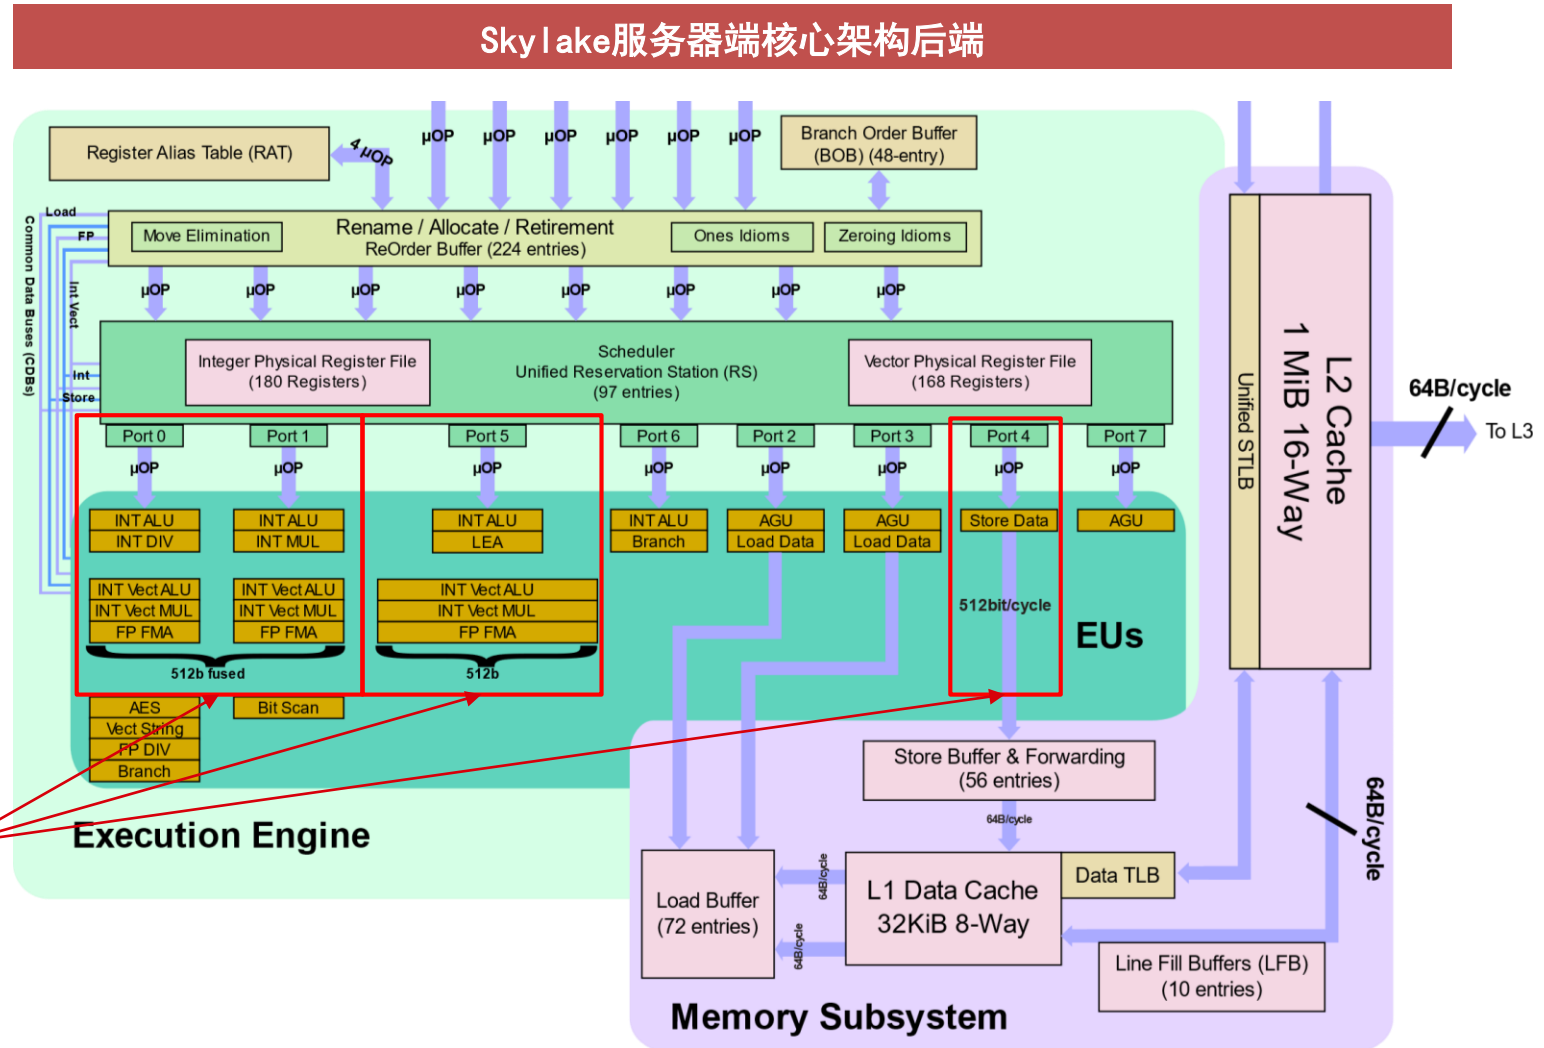 Skylake服务器端核心架构后端
Register Alias Table (RAT)
4 µOP
µOP
µOP
µOP
µOP
µOP
µOP
Branch Order Buffer
(BOB) (48-entry)
Load
FP
Common Data Buses (CDBs)
Int Vect
Int
Store
Move Elimination
Rename / Allocate / Retirement
ReOrder Buffer (224 entries)
Ones Idioms
Zeroing Idioms
µOP
µOP
µOP
µOP
µOP
µOP
µOP
µOP
Integer Physical Register File
(180 Registers)
Scheduler
Unified Reservation Station (RS)
(97 entries)
Vector Physical Register File
(168 Registers)
Port 0
Port 1
Port 5
Port 6
Port 2
Port 3
Port 4
Port 7
µOP
µOP
µOP
µOP
µOP
µOP
µOP
µOP
INT ALU
INT DIV
INT ALU
INT MUL
INT ALU
LEA
INT ALU
Branch
AGU
Load Data
AGU
Load Data
Store Data
AGU
INT Vect ALU
INT Vect MUL
FP FMA
INT Vect ALU
INT Vect MUL
FP FMA
INT Vect ALU
INT Vect MUL
FP FMA
512b fused
512b
512bit/cycle
EUs
AES
Vect String
FP DIV
Branch
Bit Scan
Execution Engine
Unified STLB
L2 Cache
1 MiB 16-Way
64B/cycle
To L3
Store Buffer & Forwarding
(56 entries)
64B/cycle
64B/cycle
Load Buffer
(72 entries)
64B/cycle
64B/cycle
L1 Data Cache
32KiB 8-Way
Data TLB
Line Fill Buffers (LFB)
(10 entries)
Memory Subsystem